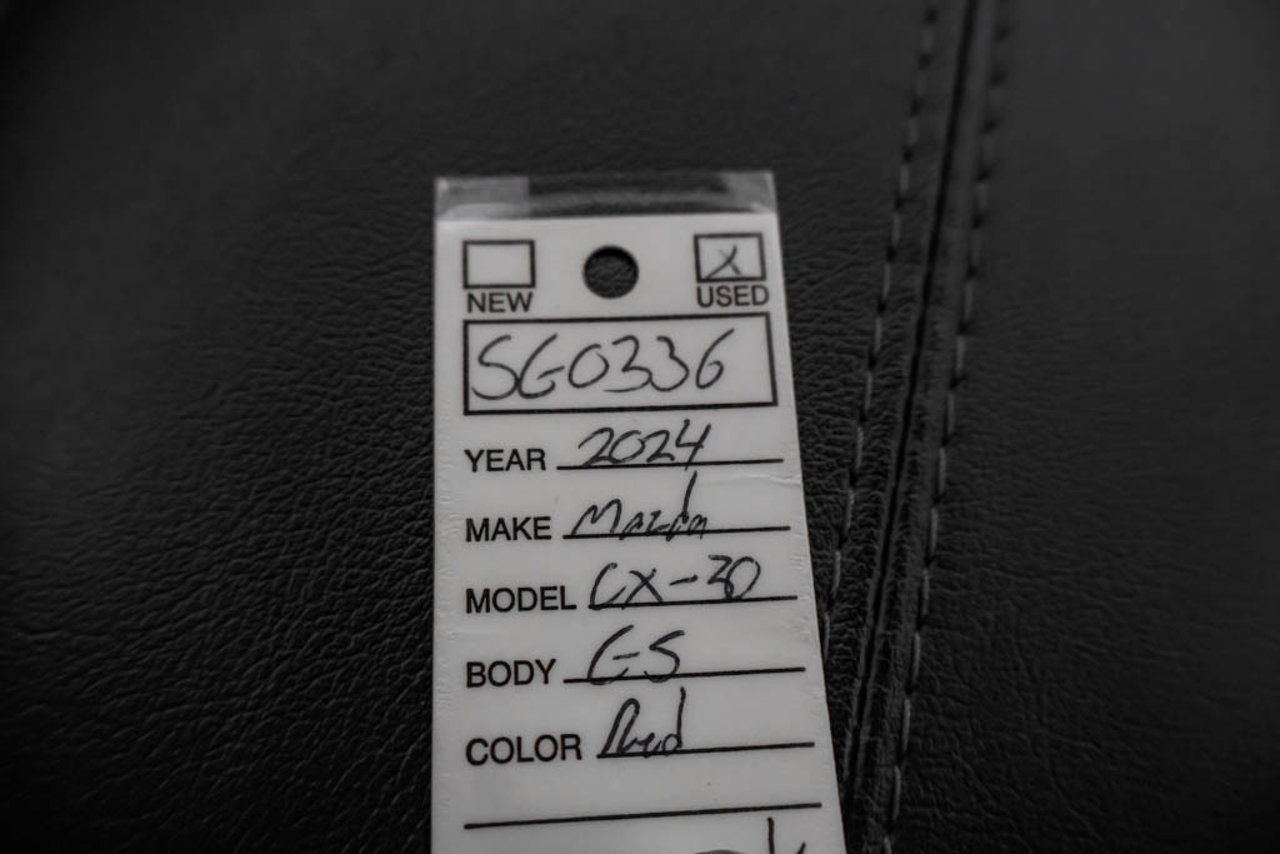 NEW X USED
SG0336
YEAR 2024
MAKE Mazda
MODEL CX-30
BODY GS
COLOR Red